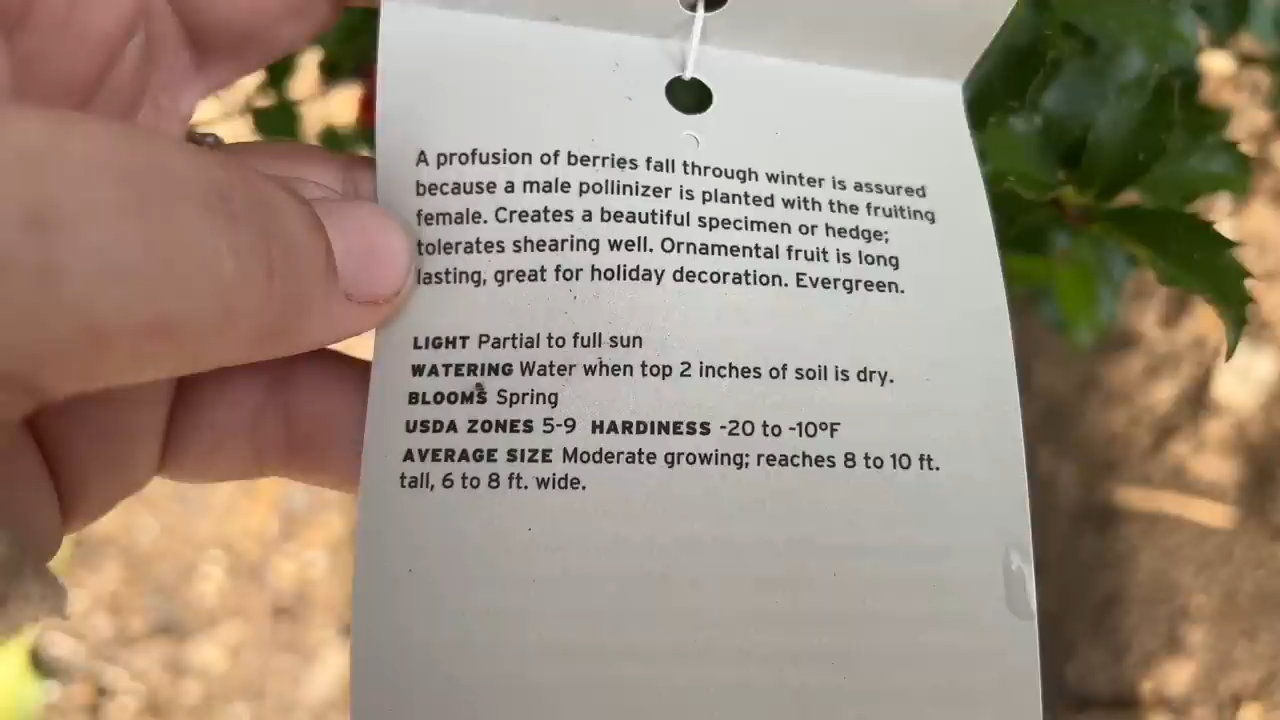 A profusion of berries fall through winter is assured
because a male pollinizer is planted with the fruiting
female. Creates a beautiful specimen or hedge;
tolerates shearing well. Ornamental fruit is long
lasting, great for holiday decoration. Evergreen.
LIGHT Partial to full sun
WATERING Water when top 2 inches of soil is dry.
BLOOMS Spring
USDA ZONES 5-9 HARDINESS -20 to -10°F
AVERAGE SIZE Moderate growing; reaches 8 to 10 ft.
tall, 6 to 8 ft. wide.